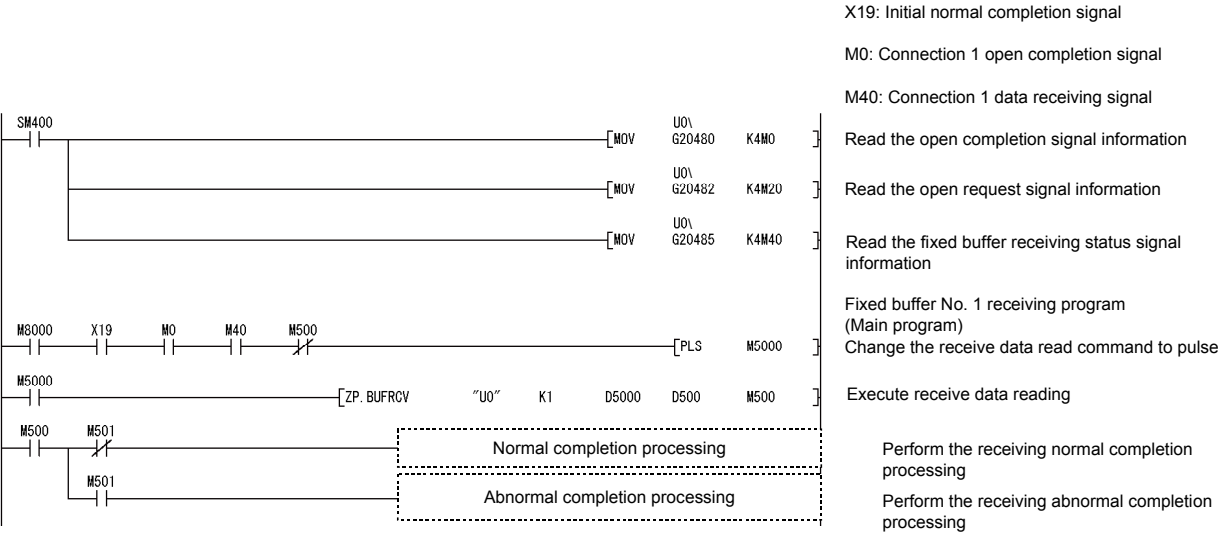 X19: Initial normal completion signal
M0: Connection 1 open completion signal
M40: Connection 1 data receiving signal
SM400
[MOV U0\ G20480 K4M0 ]
Read the open completion signal information
[MOV U0\ G20482 K4M20 ]
Read the open request signal information
[MOV U0\ G20485 K4M40 ]
Read the fixed buffer receiving status signal
information
Fixed buffer No. 1 receiving program
(Main program)
M8000 X19 M0 M40 M500
[PLS M5000 ]
Change the receive data read command to pulse
M5000
[ZP.BUFRCV "U0" K1 D5000 D500 M500 ]
Execute receive data reading
M500 M501
Normal completion processing
Perform the receiving normal completion
processing
M501
Abnormal completion processing
Perform the receiving abnormal completion
processing